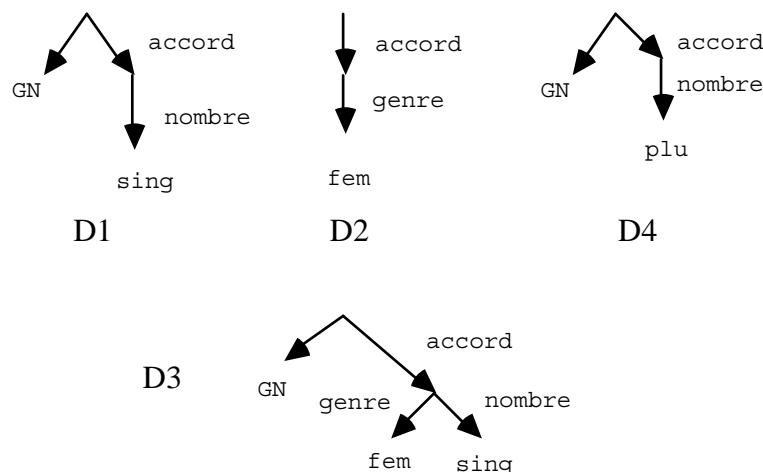 accord accord accord
GN GN nombre
nombre genre
plu
sing fem
D1 D2 D4
accord
D3 GN
genre nombre
fem sing